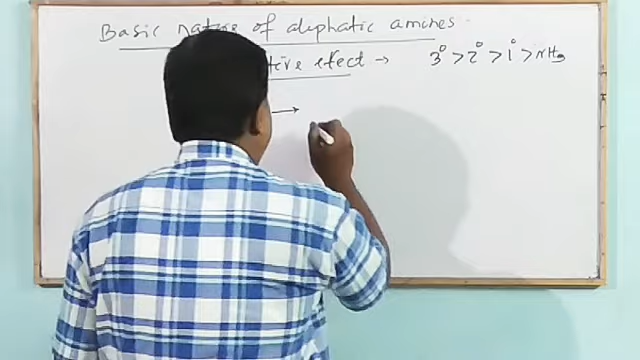 Basic nature of aliphatic amines.
effect → 3° > 2° > 1° > NH₃
→